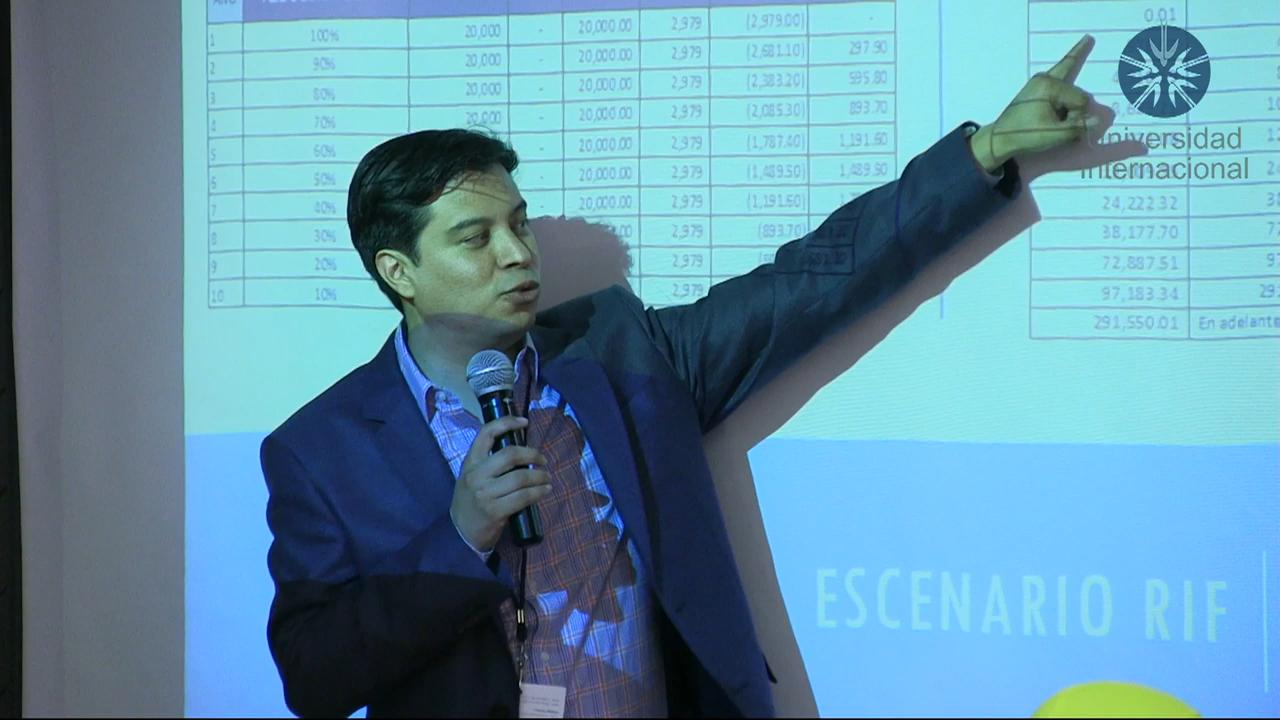 1 100% 20,000 - 20,000.00 2,979 (2,979.00) -
2 90% 20,000 - 20,000.00 2,979 (2,681.10) 297.90
3 80% 20,000 - 20,000.00 2,979 (2,383.20) 595.80
4 70% 20,000 20,000.00 2,979 (2,085.30) 893.70
5 60% 20,000.00 2,979 (1,787.40) 1,191.60
6 50% 20,000.00 2,979 (1,489.50) 1,489.50
7 40% 20,000.00 2,979 (1,191.60)
8 30% 2,979 (893.70)
9 20% 2,979
10 10% 2,979
0.01
24,222.32
38,177.70
72,887.51
97,183.34
291,550.01 En adelante
Universidad
Internacional
ESCENARIO RIF